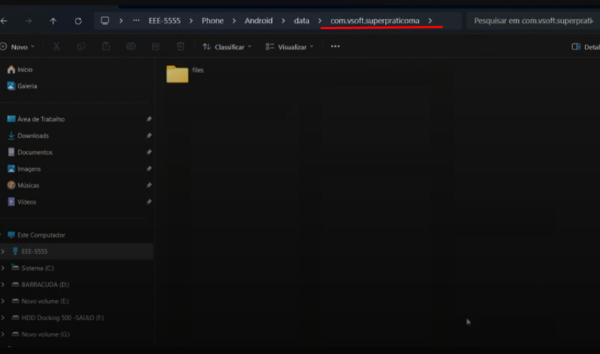 EEE-5555 > Phone > Android > data > com.vsoft.superpraticoma >
Pesquisar em com.vsoft.superprati
Novo
Classificar
Visualizar
Detal
Início
Galeria
files
Área de Trabalho
Downloads
Documentos
Imagens
Músicas
Vídeos
Este Computador
EEE-5555
Sistema (C:)
BARRACUDA (D:)
Novo volume (E:)
HDD Docking 500 -SAULO (F:)
Novo volume (G:)